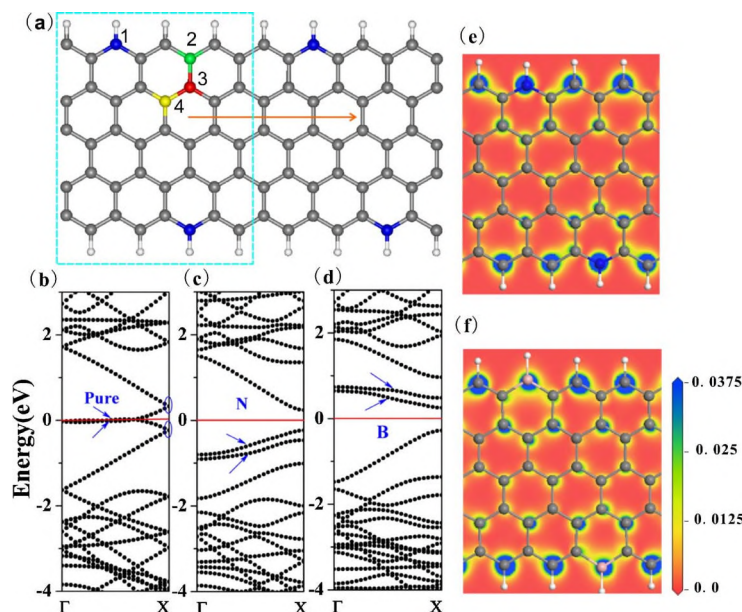 (a)
1
2
3
4
(e)
(b)
(c)
(d)
(f)
Energy(eV)
2
0
-2
-4
Pure
N
B
2
0
-2
-4
2
0
-2
-4
Γ X
Γ X
Γ X
0. 0375
0. 025
0. 0125
0. 0